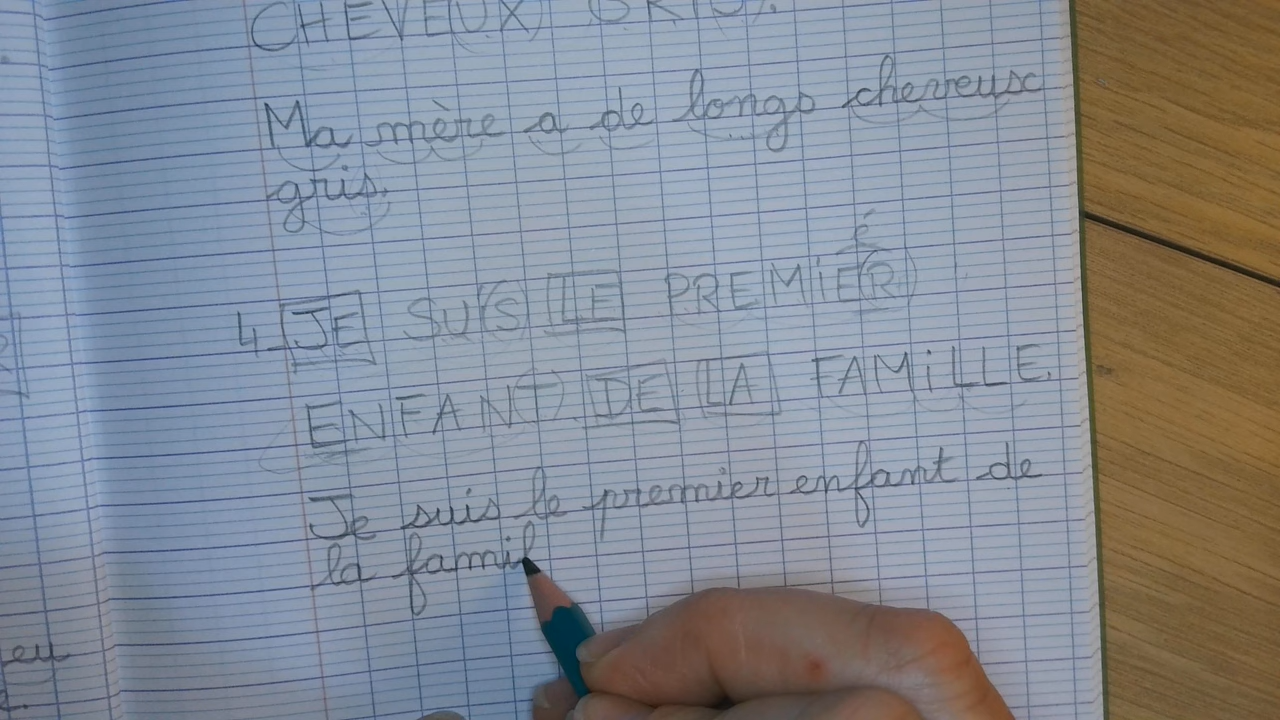 CHEVEUX GRIS.
Ma mère a de longs cheveux
gris.
é
4. JE SUIS LE PREMIER
ENFANT DE LA FAMILLE.
Je suis le premier enfant de
la famil
eu